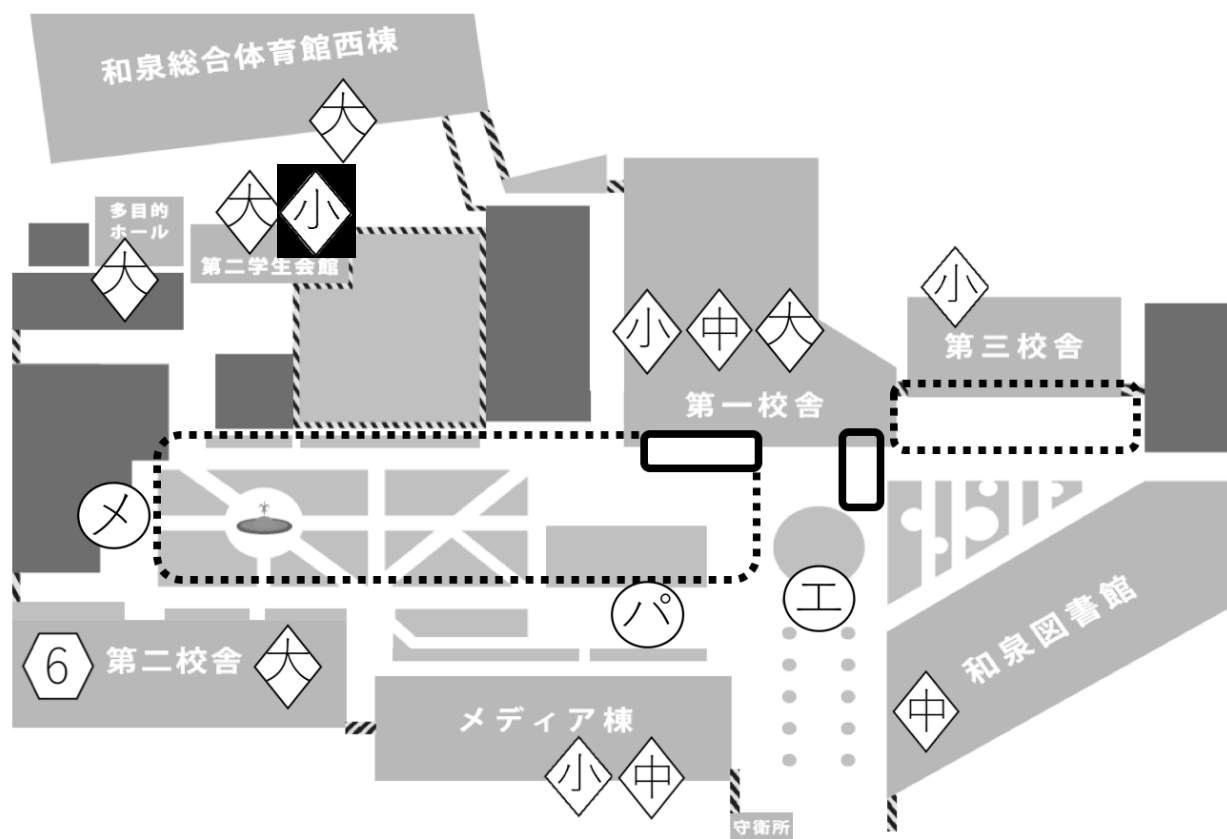 和泉総合体育館西棟
大
大
小
多目的
ホール
大
第二学生会館
小
小
中
大
第三校舎
第一校舎
メ
パ
エ
6
第二校舎
大
和泉図書館
中
メディア棟
小
中
守衛所